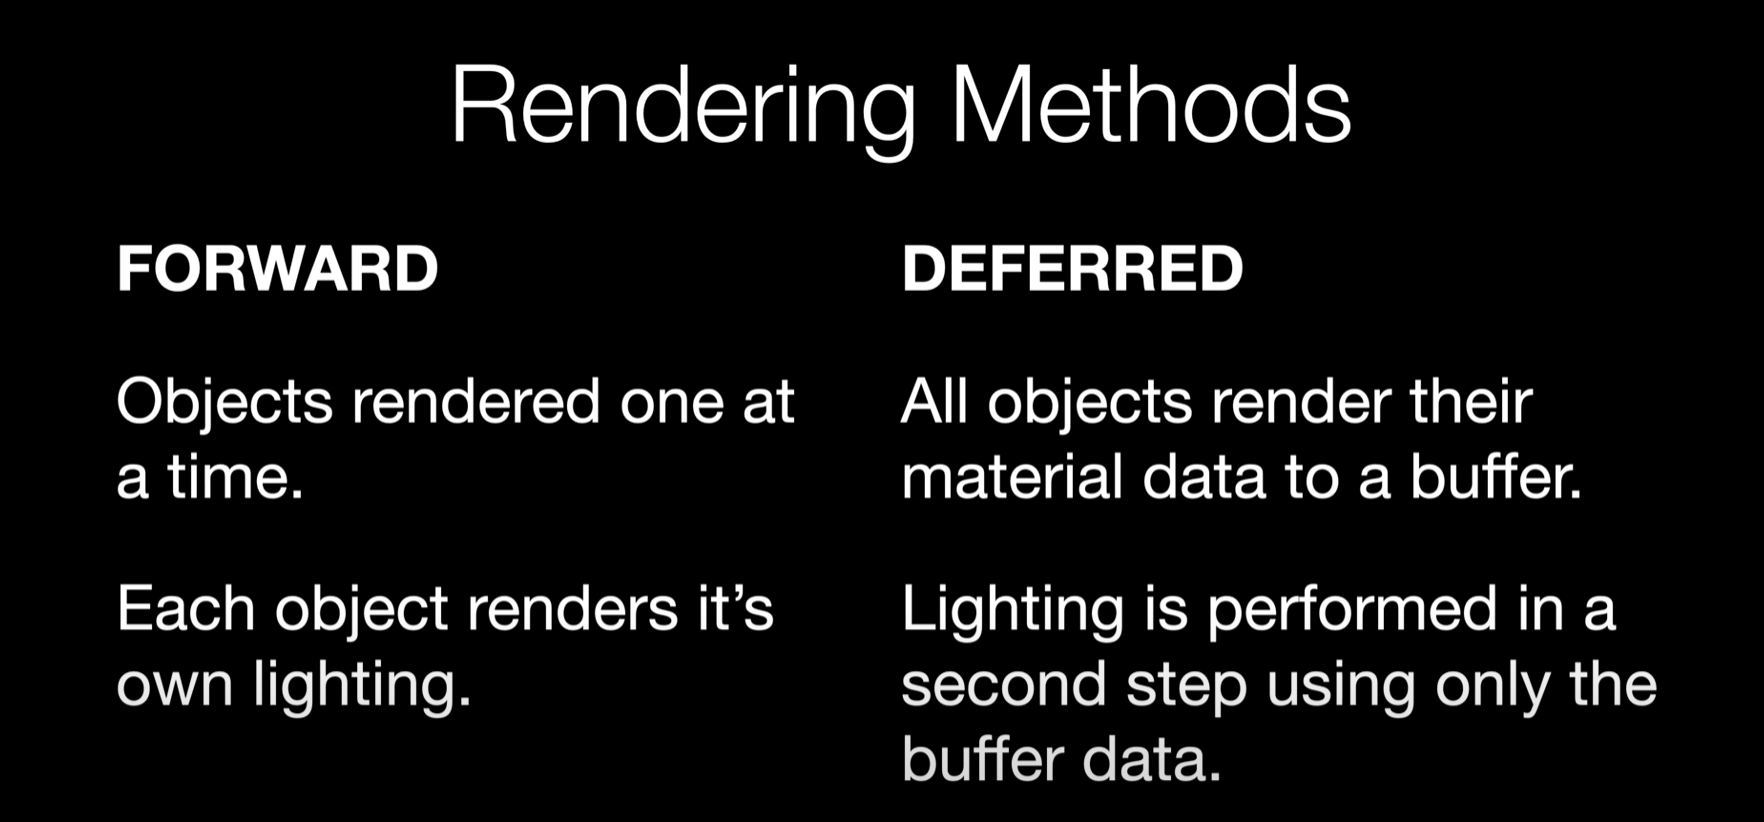 Rendering Methods
FORWARD
Objects rendered one at
a time.
Each object renders it’s
own lighting.
DEFERRED
All objects render their
material data to a buffer.
Lighting is performed in a
second step using only the
buffer data.